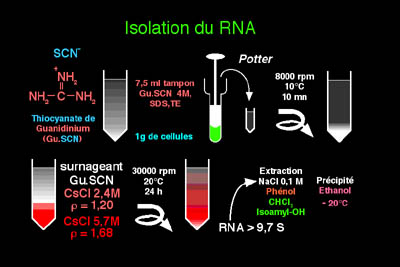 Isolation du RNA
SCN⁻
+
NH₂
NH₂ — C — NH₂
Thiocyanate de
Guanidinium
(Gu.SCN)
7,5 ml tampon
Gu.SCN 4M,
SDS,TE
1g de cellules
Potter
8000 rpm
10°C
10 mn
surnageant
Gu.SCN
CsCl 2,4M
ρ = 1,20
CsCl 5,7M
ρ = 1,68
30000 rpm
20°C
24 h
Extraction
NaCl 0,1 M
Phénol
CHCl,
Isoamyl-OH
RNA > 9,7 S
Précipité
Ethanol
- 20°C